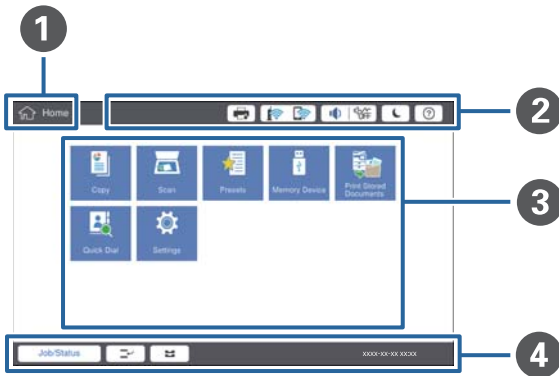 1
Home
OFF
2
Copy
Scan
Presets
Memory Device
Print Stored
Documents
3
Quick Dial
Settings
Job/Status
xxxx-xx-xx xx:xx
4